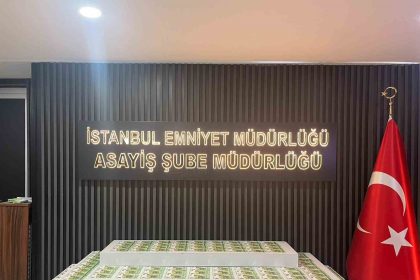 İSTANBUL EMNİYET MÜDÜRLÜĞÜ
ASAYİŞ ŞUBE MÜDÜRLÜĞÜ